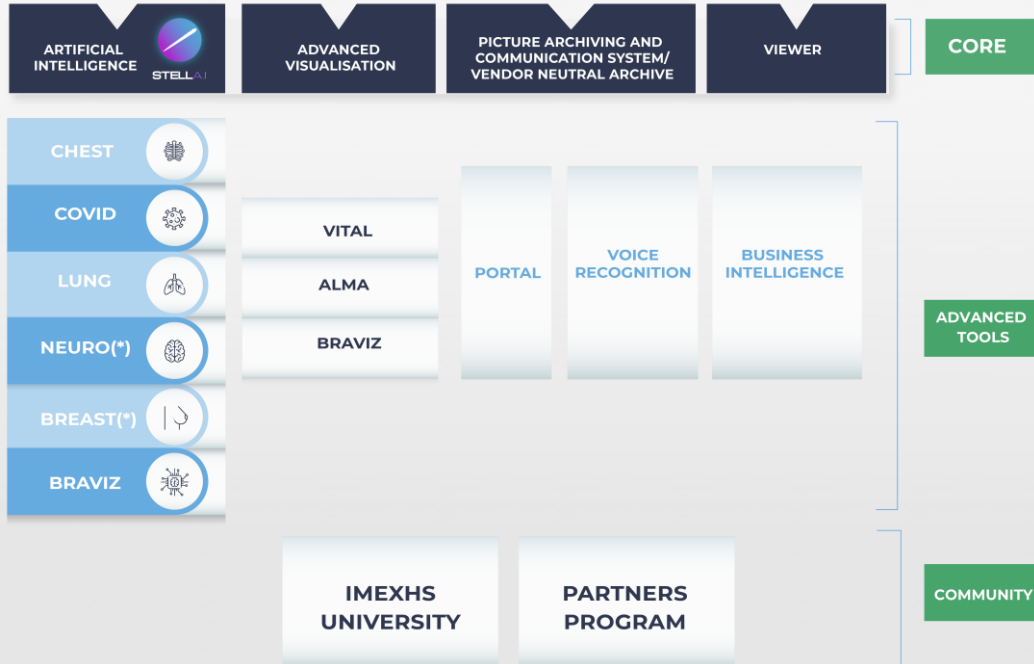 ARTIFICIAL
INTELLIGENCE
STELLAI
ADVANCED
VISUALISATION
PICTURE ARCHIVING AND
COMMUNICATION SYSTEM/
VENDOR NEUTRAL ARCHIVE
VIEWER
CORE
CHEST
COVID
LUNG
NEURO(*)
BREAST(*)
BRAVIZ
VITAL
ALMA
BRAVIZ
PORTAL
VOICE
RECOGNITION
BUSINESS
INTELLIGENCE
ADVANCED
TOOLS
IMEXHS
UNIVERSITY
PARTNERS
PROGRAM
COMMUNITY